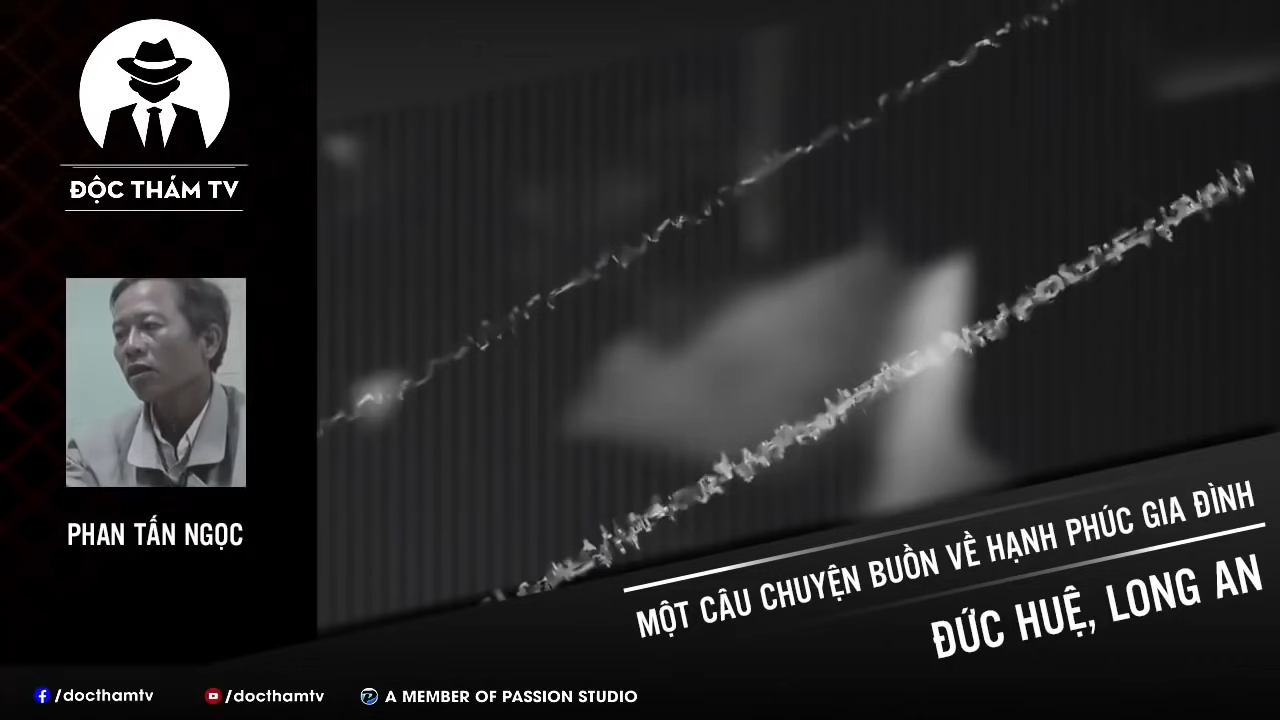 ĐỘC THÁM TV
PHAN TẤN NGỌC
MỘT CÂU CHUYỆN BUỒN VỀ HẠNH PHÚC GIA ĐÌNH
ĐỨC HUỆ, LONG AN
/docthamtv
/docthamtv
A MEMBER OF PASSION STUDIO